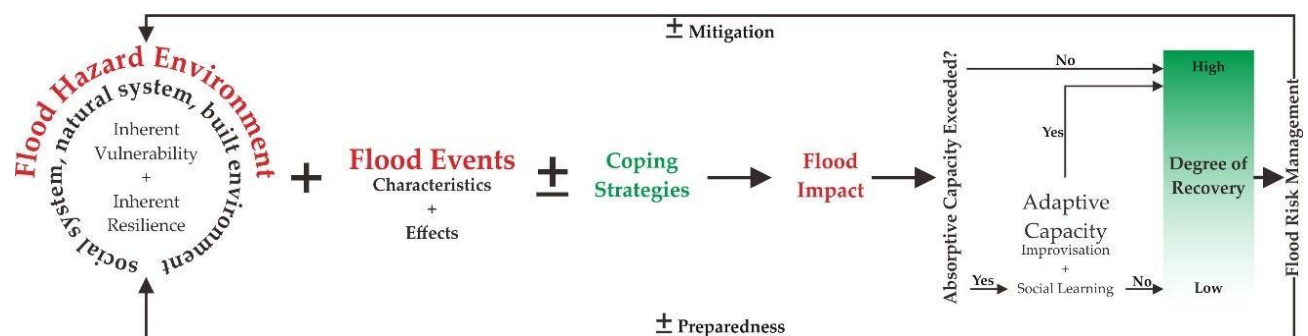 ± Mitigation
Flood Hazard Environment
social system, natural system, built environment
Inherent
Vulnerability
+
Inherent
Resilience
+
Flood Events
Characteristics
+
Effects
±
Coping
Strategies
Flood
Impact
Absorptive Capacity Exceeded?
No
Yes
Adaptive
Capacity
Improvisation
+
Social Learning
Yes
No
High
Degree of
Recovery
Low
Flood Risk Management
± Preparedness